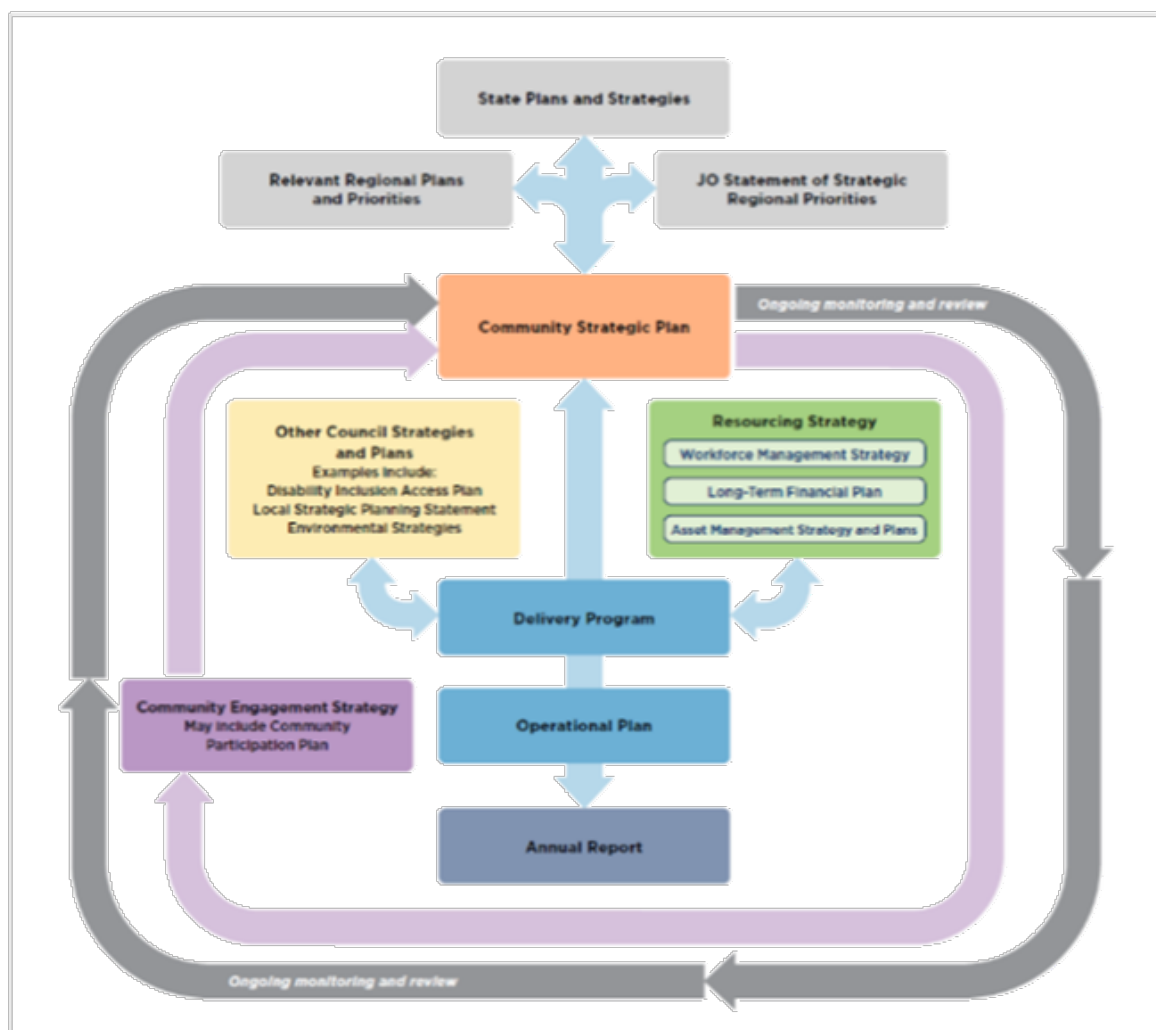 State Plans and Strategies
Relevant Regional Plans
and Priorities
JO Statement of Strategic
Regional Priorities
Community Strategic Plan
Ongoing monitoring and review
Other Council Strategies
and Plans
Examples Include:
Disability Inclusion Access Plan
Local Strategic Planning Statement
Environmental Strategies
Resourcing Strategy
Workforce Management Strategy
Long-Term Financial Plan
Asset Management Strategy and Plans
Delivery Program
Community Engagement Strategy
May include Community
Participation Plan
Operational Plan
Annual Report
Ongoing monitoring and review